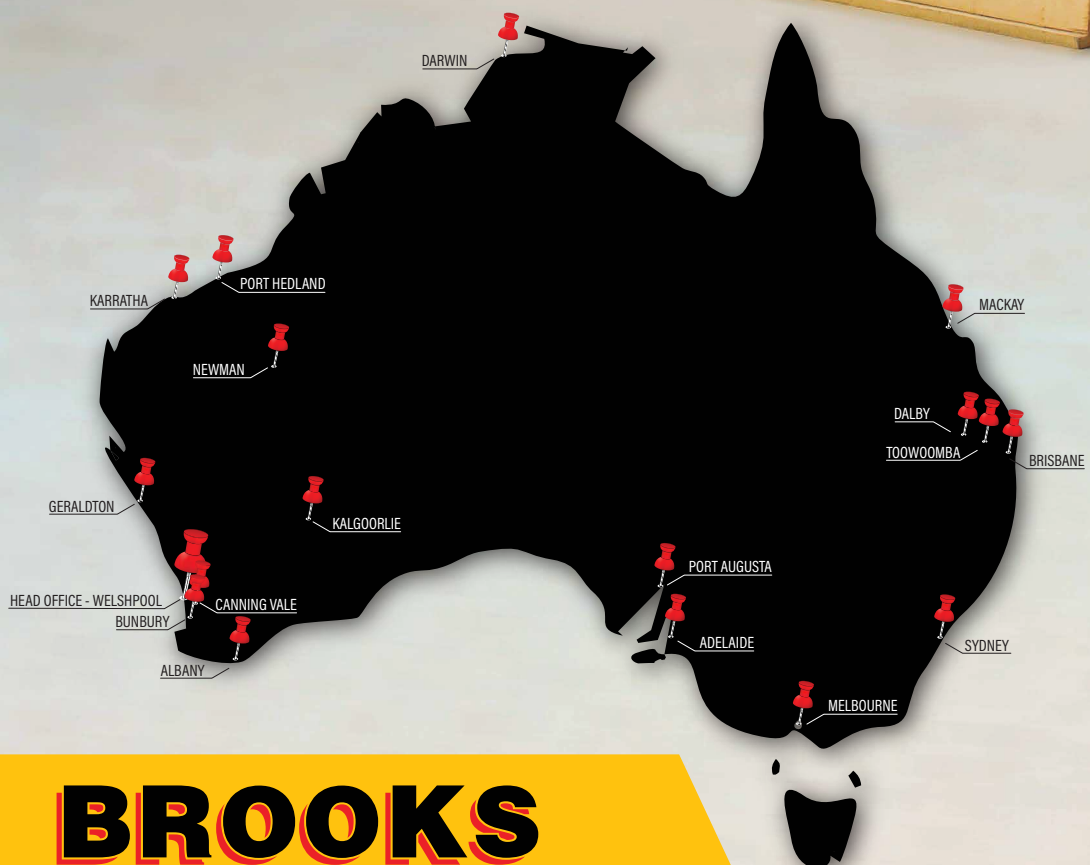 DARWIN
PORT HEDLAND
KARRATHA
MACKAY
NEWMAN
DALBY
TOOWOOMBA
BRISBANE
GERALDTON
KALGOORLIE
PORT AUGUSTA
HEAD OFFICE - WELSHPOOL
CANNING VALE
BUNBURY
ADELAIDE
SYDNEY
ALBANY
MELBOURNE
BROOKS